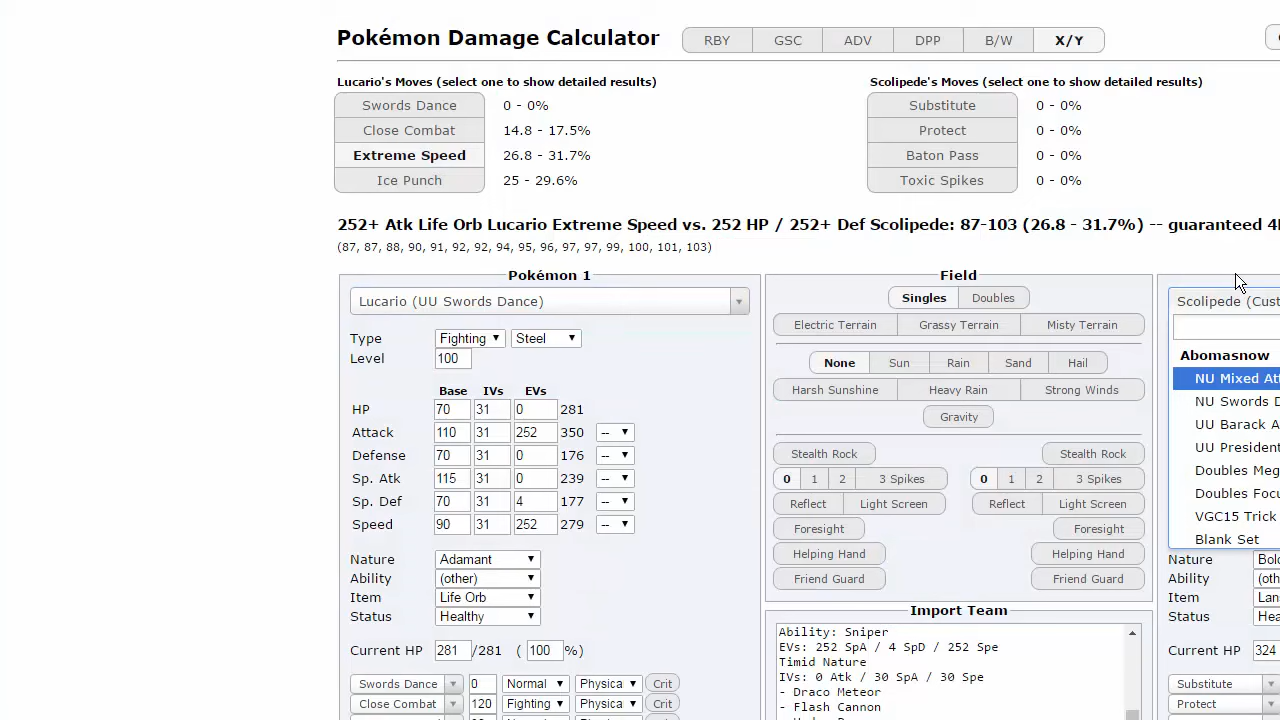 Pokémon Damage Calculator RBY GSC ADV DPP B/W X/Y
Lucario's Moves (select one to show detailed results) Scolipede's Moves (select one to show detailed results)
Swords Dance 0 - 0% Substitute 0 - 0%
Close Combat 14.8 - 17.5% Protect 0 - 0%
Extreme Speed 26.8 - 31.7% Baton Pass 0 - 0%
Ice Punch 25 - 29.6% Toxic Spikes 0 - 0%
252+ Atk Life Orb Lucario Extreme Speed vs. 252 HP / 252+ Def Scolipede: 87-103 (26.8 - 31.7%) -- guaranteed 4
(87, 87, 88, 90, 91, 92, 92, 94, 95, 96, 97, 97, 99, 100, 101, 103)
Pokémon 1 Field
Lucario (UU Swords Dance) Singles Doubles Scolipede (Cust
Type Fighting Steel Electric Terrain Grassy Terrain Misty Terrain
Level 100
Abomasnow
None Sun Rain Sand Hail
NU Mixed Att
Base IVs EVs Harsh Sunshine Heavy Rain Strong Winds
NU Swords D
HP 70 31 0 281 Gravity
UU Barack A
Attack 110 31 252 350 --
UU President
Defense 70 31 0 176 -- Stealth Rock Stealth Rock
Doubles Meg
Sp. Atk 115 31 0 239 -- 0 1 2 3 Spikes 0 1 2 3 Spikes
Doubles Foc
Sp. Def 70 31 4 177 -- Reflect Light Screen Reflect Light Screen
VGC15 Trick
Speed 90 31 252 279 -- Foresight Foresight
Blank Set
Helping Hand Helping Hand
Nature Adamant Nature Bol
Ability (other) Friend Guard Friend Guard (oth
Item Life Orb Item Lan
Status Healthy Import Team Status Hea
Ability: Sniper
EVs: 252 SpA / 4 SpD / 252 Spe
Current HP 281 /281 ( 100 %) Timid Nature Current HP 324
IVs: 0 Atk / 30 SpA / 30 Spe
Swords Dance 0 Normal Physica Crit - Draco Meteor Substitute
Close Combat 120 Fighting Physica Crit - Flash Cannon Protect